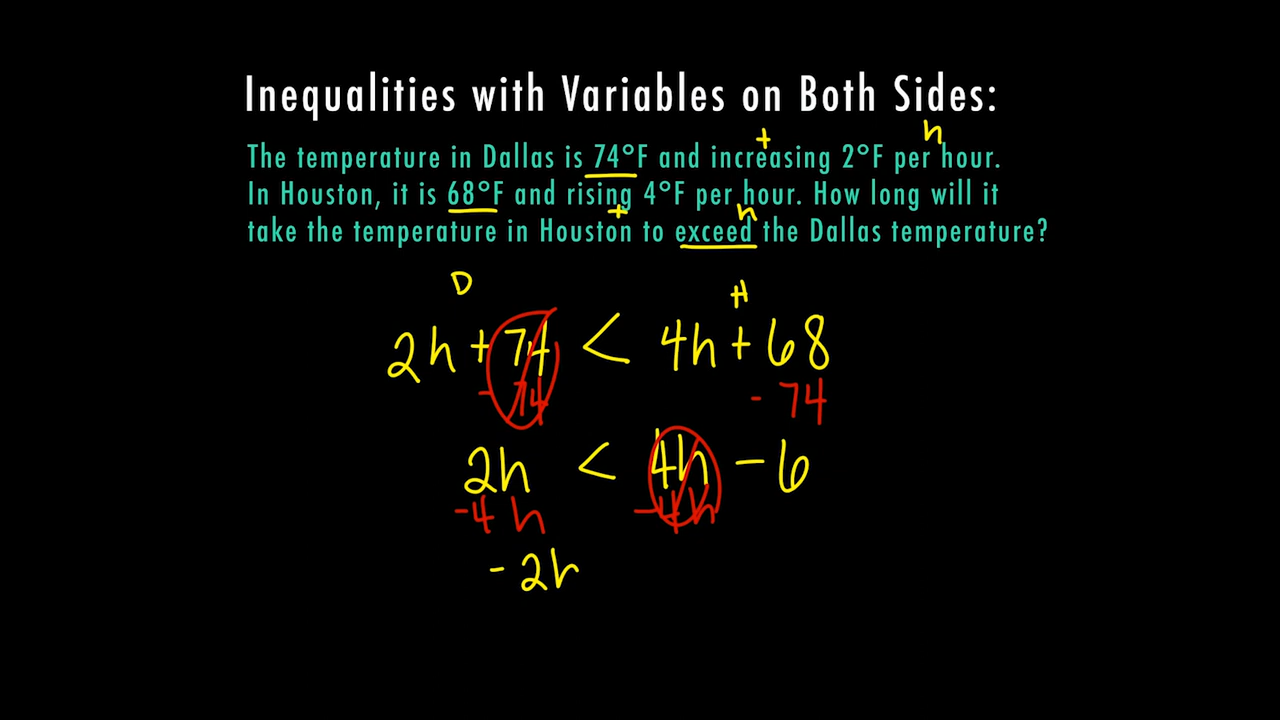 Inequalities with Variables on Both Sides:
+ h
The temperature in Dallas is 74°F and increasing 2°F per hour.
In Houston, it is 68°F and rising 4°F per hour. How long will it
+ h
take the temperature in Houston to exceed the Dallas temperature?
D H
2h + 74 < 4h + 68
- 74 - 74
2h < 4h - 6
-4h -4h
- 2h